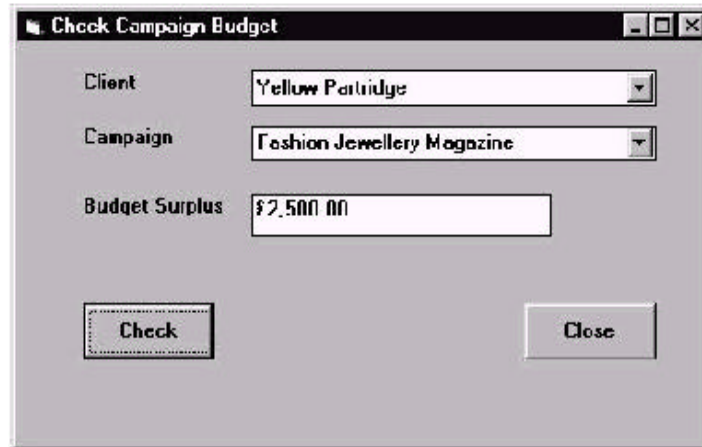 Check Campaign Budget
Client
Yellow Partridge
Campaign
Fashion Jewellery Magazine
Budget Surplus
$2,500.00
Check
Close